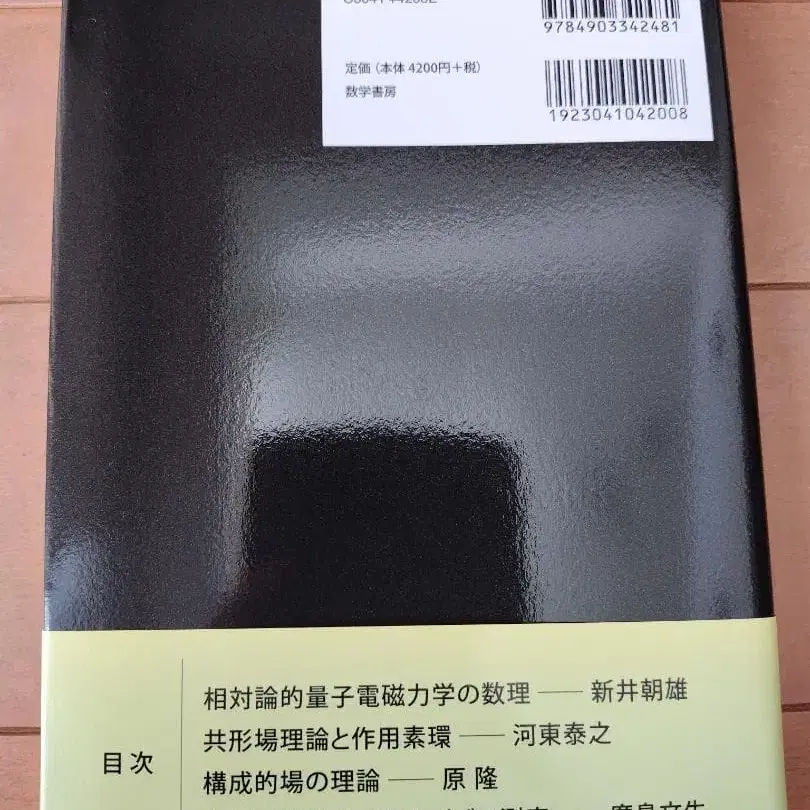 9784903342481
定価（本体 4200円＋税）
数学書房
1923041042008
目次
相対論的量子電磁力学の数理 ―― 新井朝雄
共形場理論と作用素環 ―― 河東泰之
構成的場の理論 ―― 原 隆